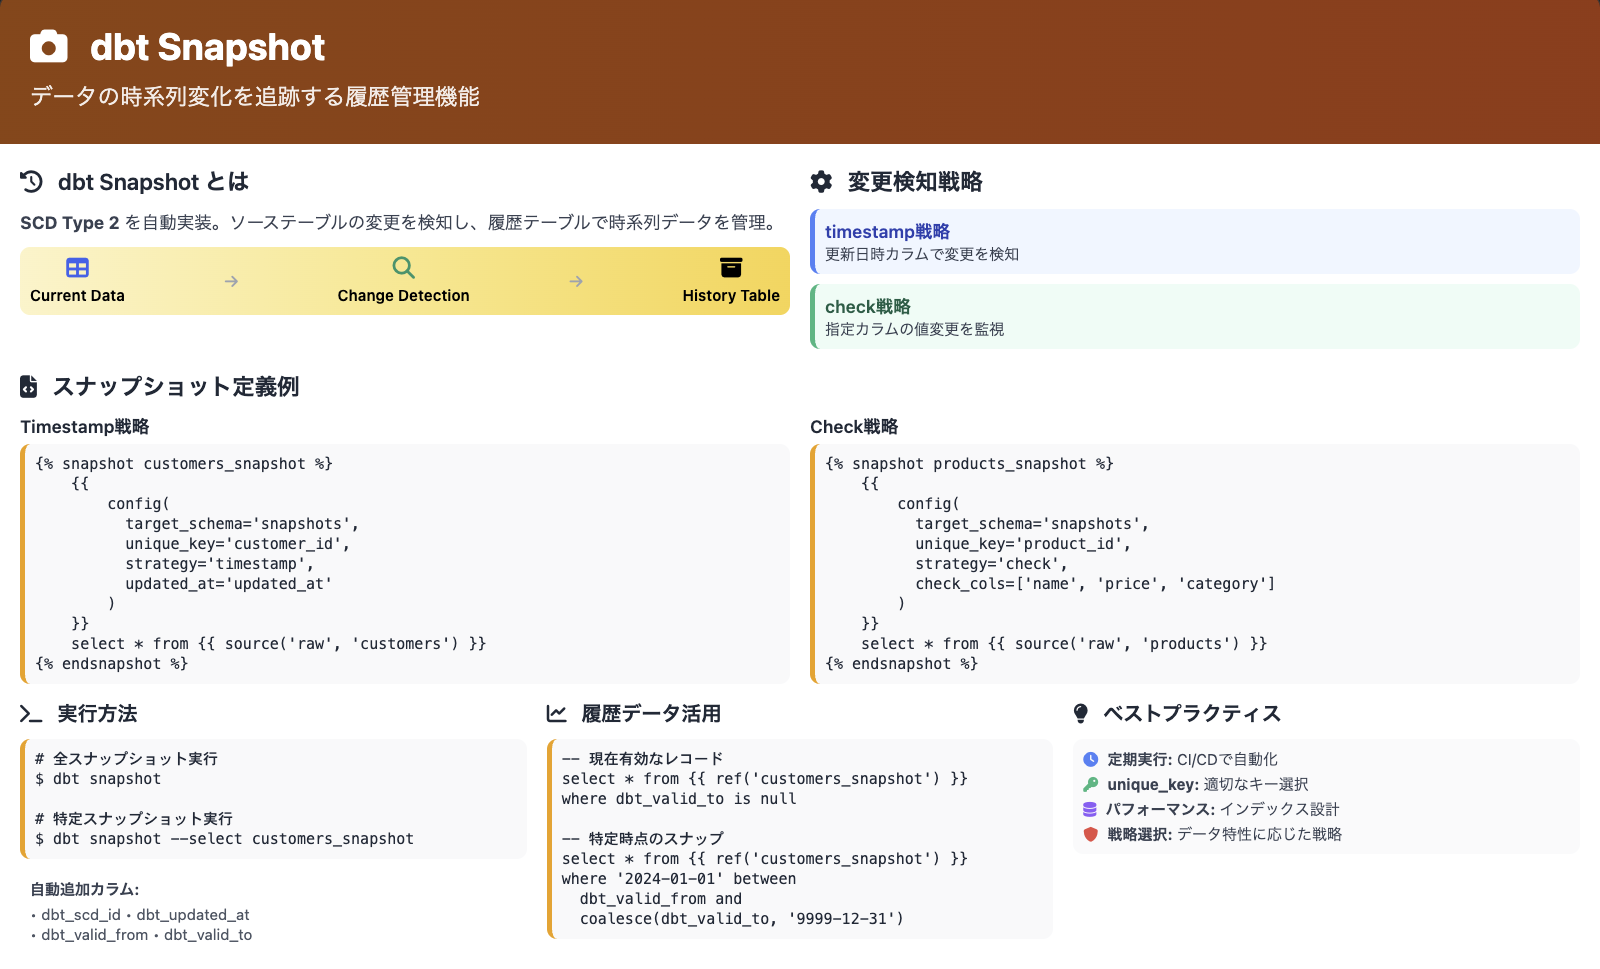 dbt Snapshot
データの時系列変化を追跡する履歴管理機能
dbt Snapshot とは
SCD Type 2 を自動実装。ソーステーブルの変更を検知し、履歴テーブルで時系列データを管理。
Current Data
→
Change Detection
→
History Table
変更検知戦略
timestamp戦略
更新日時カラムで変更を検知
check戦略
指定カラムの値変更を監視
スナップショット定義例
Timestamp戦略
{% snapshot customers_snapshot %}
    {{
        config(
          target_schema='snapshots',
          unique_key='customer_id',
          strategy='timestamp',
          updated_at='updated_at'
        )
    }}
    select * from {{ source('raw', 'customers') }}
{% endsnapshot %}
Check戦略
{% snapshot products_snapshot %}
    {{
        config(
          target_schema='snapshots',
          unique_key='product_id',
          strategy='check',
          check_cols=['name', 'price', 'category']
        )
    }}
    select * from {{ source('raw', 'products') }}
{% endsnapshot %}
実行方法
# 全スナップショット実行
$ dbt snapshot
# 特定スナップショット実行
$ dbt snapshot --select customers_snapshot
自動追加カラム:
• dbt_scd_id • dbt_updated_at
• dbt_valid_from • dbt_valid_to
履歴データ活用
-- 現在有効なレコード
select * from {{ ref('customers_snapshot') }}
where dbt_valid_to is null
-- 特定時点のスナップ
select * from {{ ref('customers_snapshot') }}
where '2024-01-01' between
  dbt_valid_from and
  coalesce(dbt_valid_to, '9999-12-31')
ベストプラクティス
定期実行: CI/CDで自動化
unique_key: 適切なキー選択
パフォーマンス: インデックス設計
戦略選択: データ特性に応じた戦略